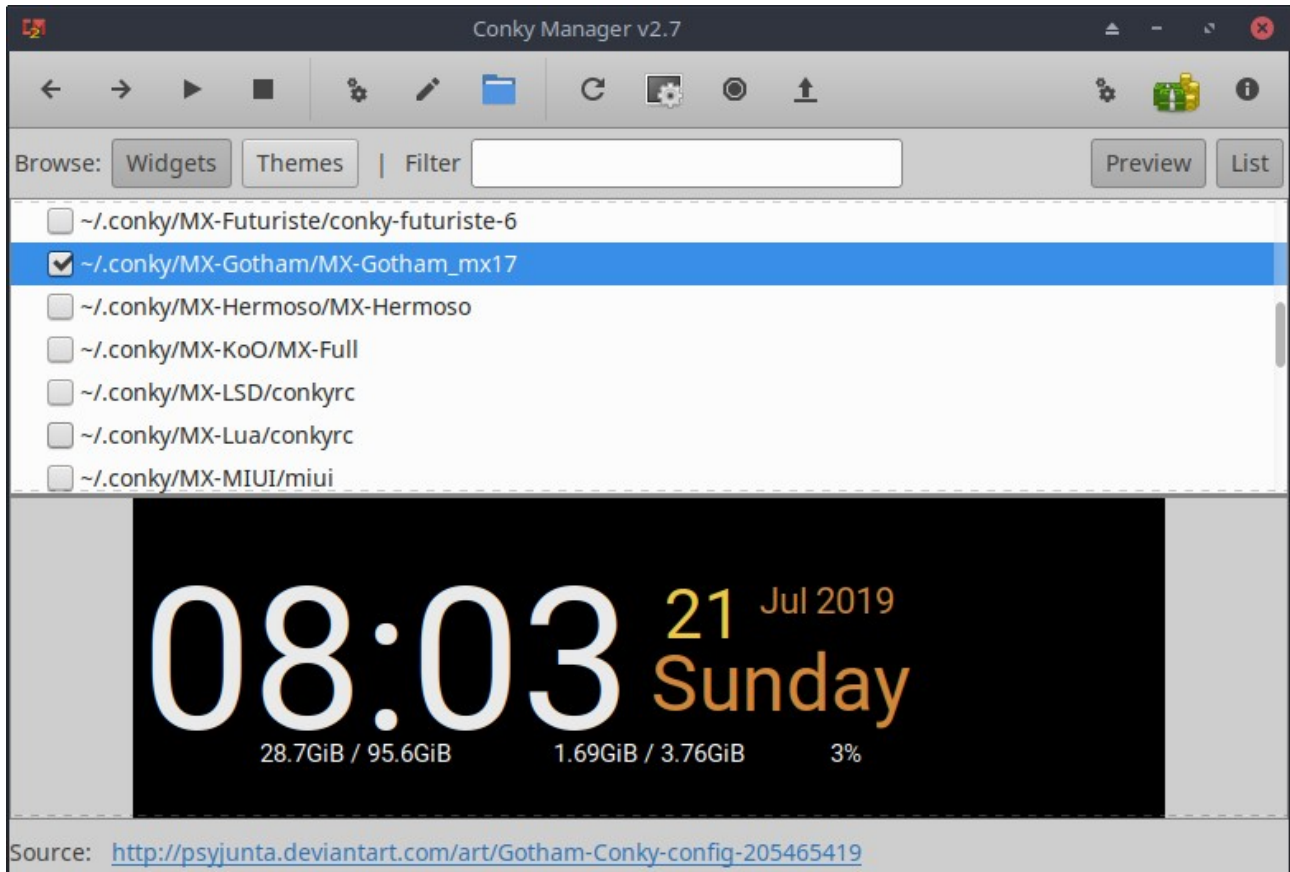 Conky Manager v2.7
Browse: Widgets Themes | Filter Preview List
~/.conky/MX-Futuriste/conky-futuriste-6
~/.conky/MX-Gotham/MX-Gotham_mx17
~/.conky/MX-Hermoso/MX-Hermoso
~/.conky/MX-KoO/MX-Full
~/.conky/MX-LSD/conkyrc
~/.conky/MX-Lua/conkyrc
~/.conky/MX-MIUI/miui
08:03 21 Jul 2019
Sunday
28.7GiB / 95.6GiB 1.69GiB / 3.76GiB 3%
Source: http://psyjunta.deviantart.com/art/Gotham-Conky-config-205465419